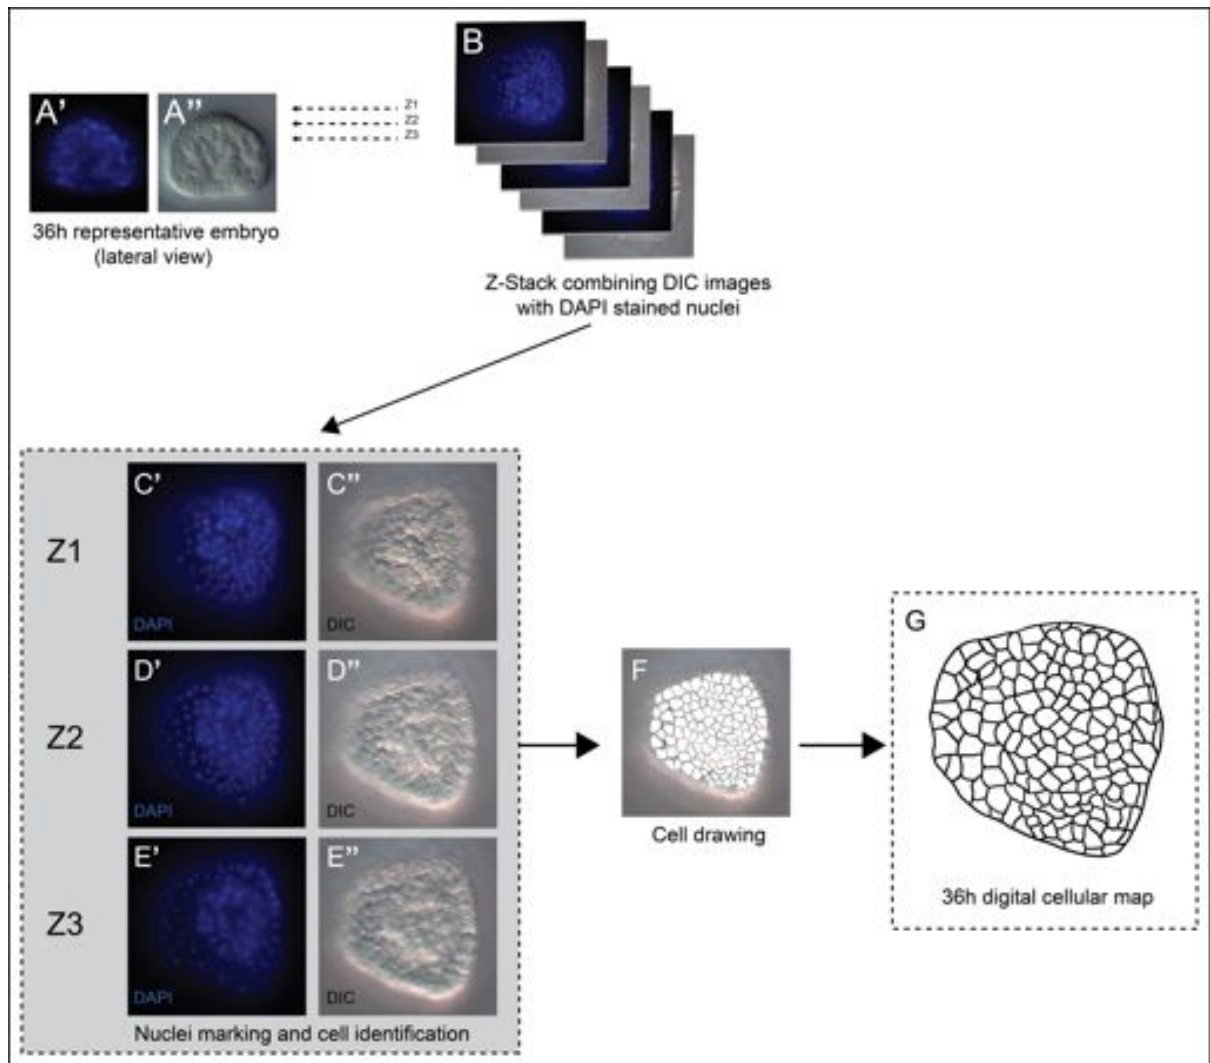 A'
A"
36h representative embryo
(lateral view)
Z1
Z2
Z3
B
Z-Stack combining DIC images
with DAPI stained nuclei
Z1
C'
DAPI
C"
DIC
Z2
D'
DAPI
D"
DIC
Z3
E'
DAPI
E"
DIC
Nuclei marking and cell identification
F
Cell drawing
G
36h digital cellular map